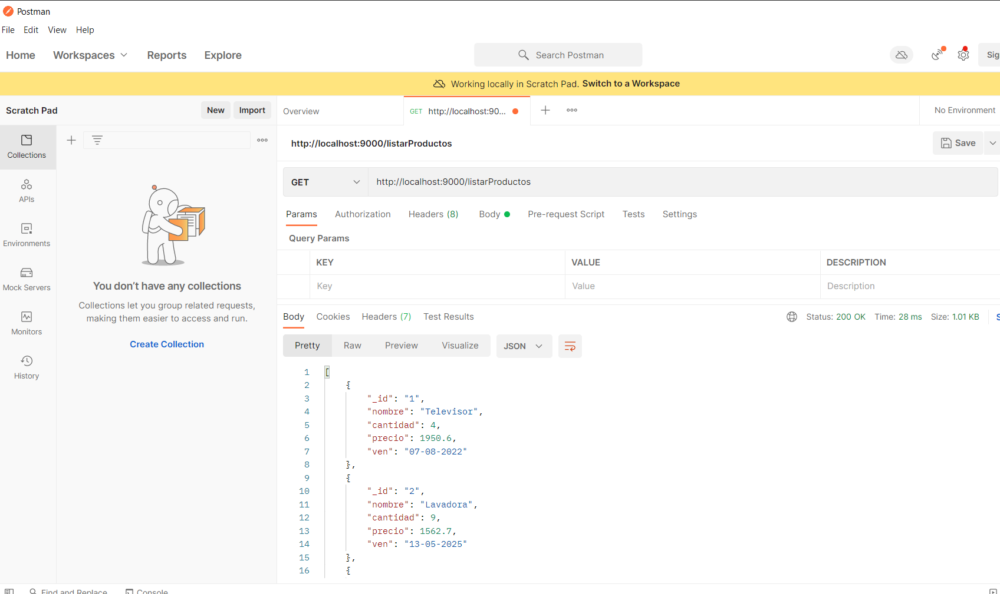 Postman
File Edit View Help
Home Workspaces Reports Explore
Search Postman
Sig
Working locally in Scratch Pad. Switch to a Workspace
Scratch Pad
New Import
Overview
GET http://localhost:90...
No Environment
Collections
APIs
Environments
Mock Servers
Monitors
History
You don't have any collections
Collections let you group related requests,
making them easier to access and run.
Create Collection
http://localhost:9000/listarProductos
Save
GET http://localhost:9000/listarProductos
Params Authorization Headers (8) Body Pre-request Script Tests Settings
Query Params
KEY VALUE DESCRIPTION
Key Value Description
Body Cookies Headers (7) Test Results
Status: 200 OK Time: 28 ms Size: 1.01 KB
Pretty Raw Preview Visualize JSON
1 [
2 {
3 "_id": "1",
4 "nombre": "Televisor",
5 "cantidad": 4,
6 "precio": 1950.6,
7 "ven": "07-08-2022"
8 },
9 {
10 "_id": "2",
11 "nombre": "Lavadora",
12 "cantidad": 9,
13 "precio": 1562.7,
14 "ven": "13-05-2025"
15 },
16 {
Find and Replace Console